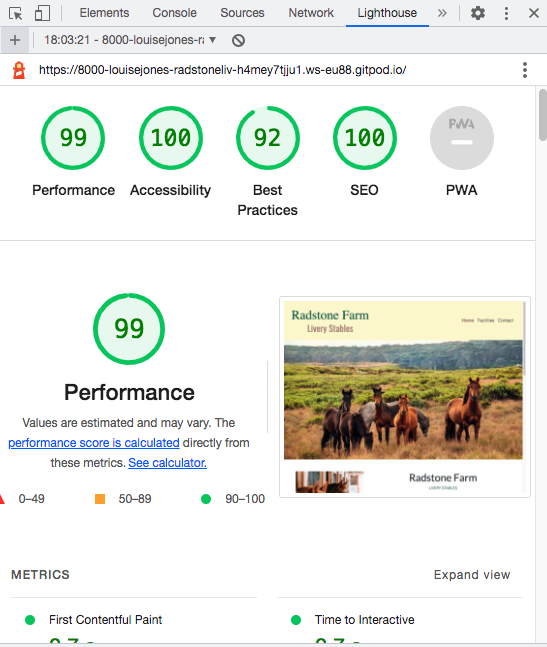 Elements Console Sources Network Lighthouse »
+ 18:03:21 - 8000-louisejones-ra
https://8000-louisejones-radstoneliv-h4mey7tjju1.ws-eu88.gitpod.io/
99 100 92 100 PWA
Performance Accessibility Best Practices SEO PWA
99
Performance
Values are estimated and may vary. The
performance score is calculated directly from
these metrics. See calculator.
0–49 50–89 90–100
Radstone Farm
Livery Stables
Home Facilities Contact
Radstone Farm
LIVERY STABLES
METRICS Expand view
First Contentful Paint Time to Interactive